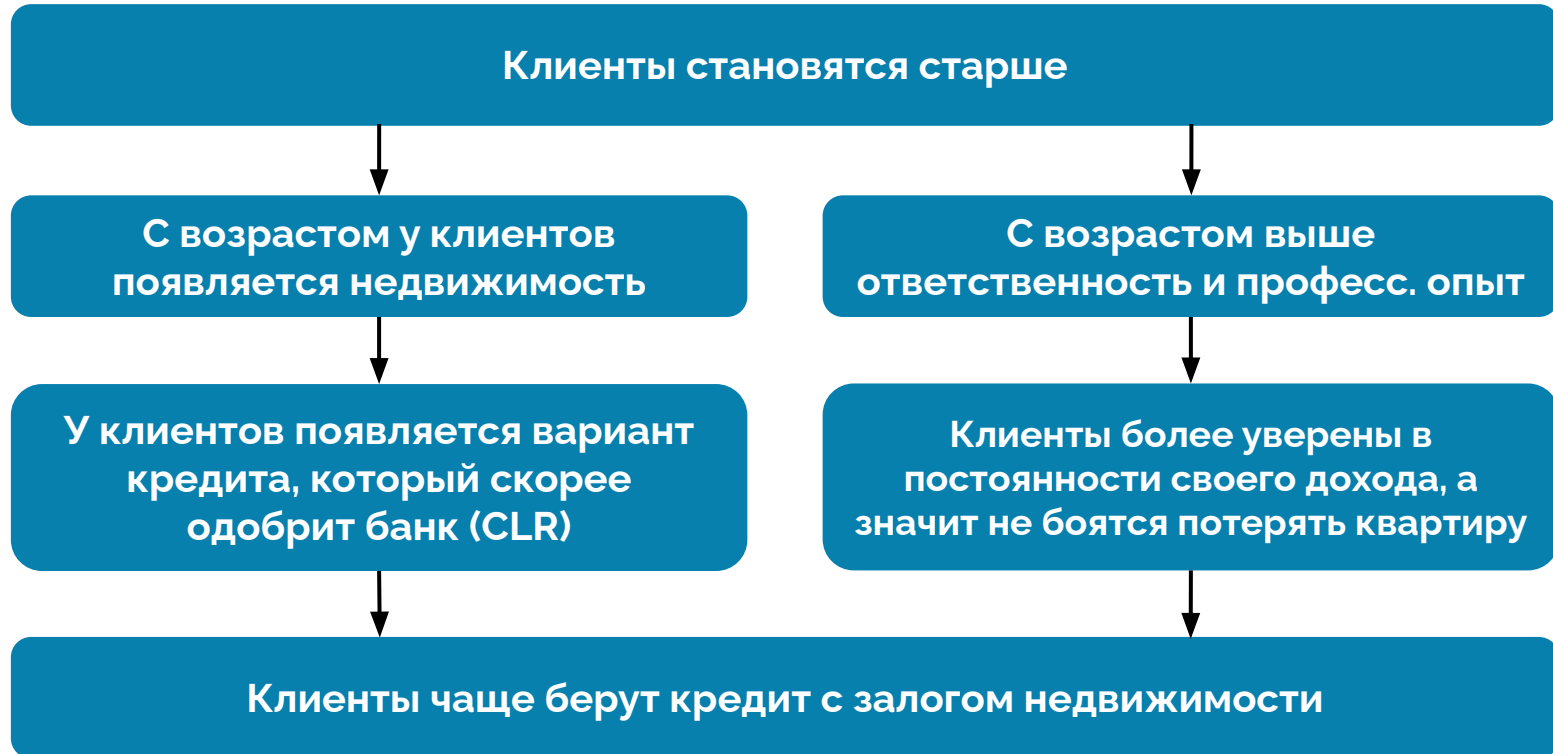 Клиенты становятся старше
С возрастом у клиентов
появляется недвижимость
С возрастом выше
ответственность и професс. опыт
У клиентов появляется вариант
кредита, который скорее
одобрит банк (CLR)
Клиенты более уверены в
постоянности своего дохода, а
значит не боятся потерять квартиру
Клиенты чаще берут кредит с залогом недвижимости